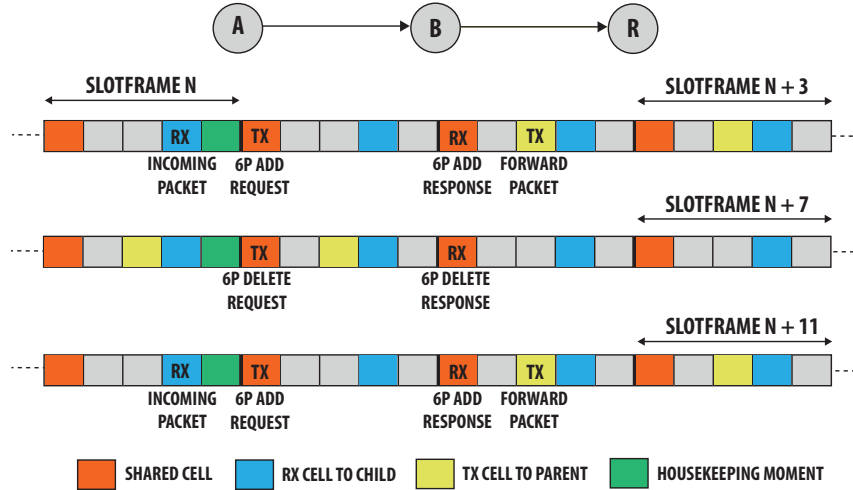 A B R
SLOTFRAME N SLOTFRAME N + 3
RX TX RX TX
INCOMING 6P ADD 6P ADD FORWARD
PACKET REQUEST RESPONSE PACKET
SLOTFRAME N + 7
TX RX
6P DELETE 6P DELETE
REQUEST RESPONSE
SLOTFRAME N + 11
RX TX RX TX
INCOMING 6P ADD 6P ADD FORWARD
PACKET REQUEST RESPONSE PACKET
SHARED CELL RX CELL TO CHILD TX CELL TO PARENT HOUSEKEEPING MOMENT